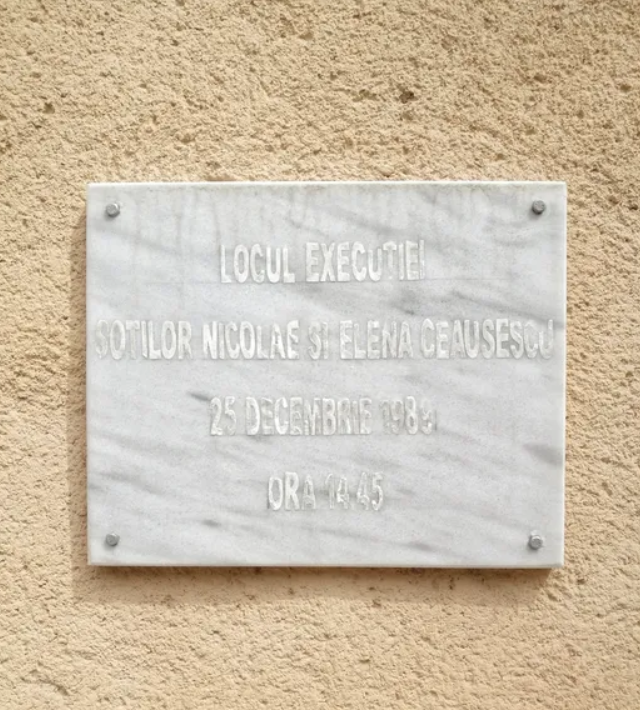 LOCUL EXECUTIEI
SOTILOR NICOLAE SI ELENA CEAUSESCU
25 DECEMBRIE 1989
ORA 14.45